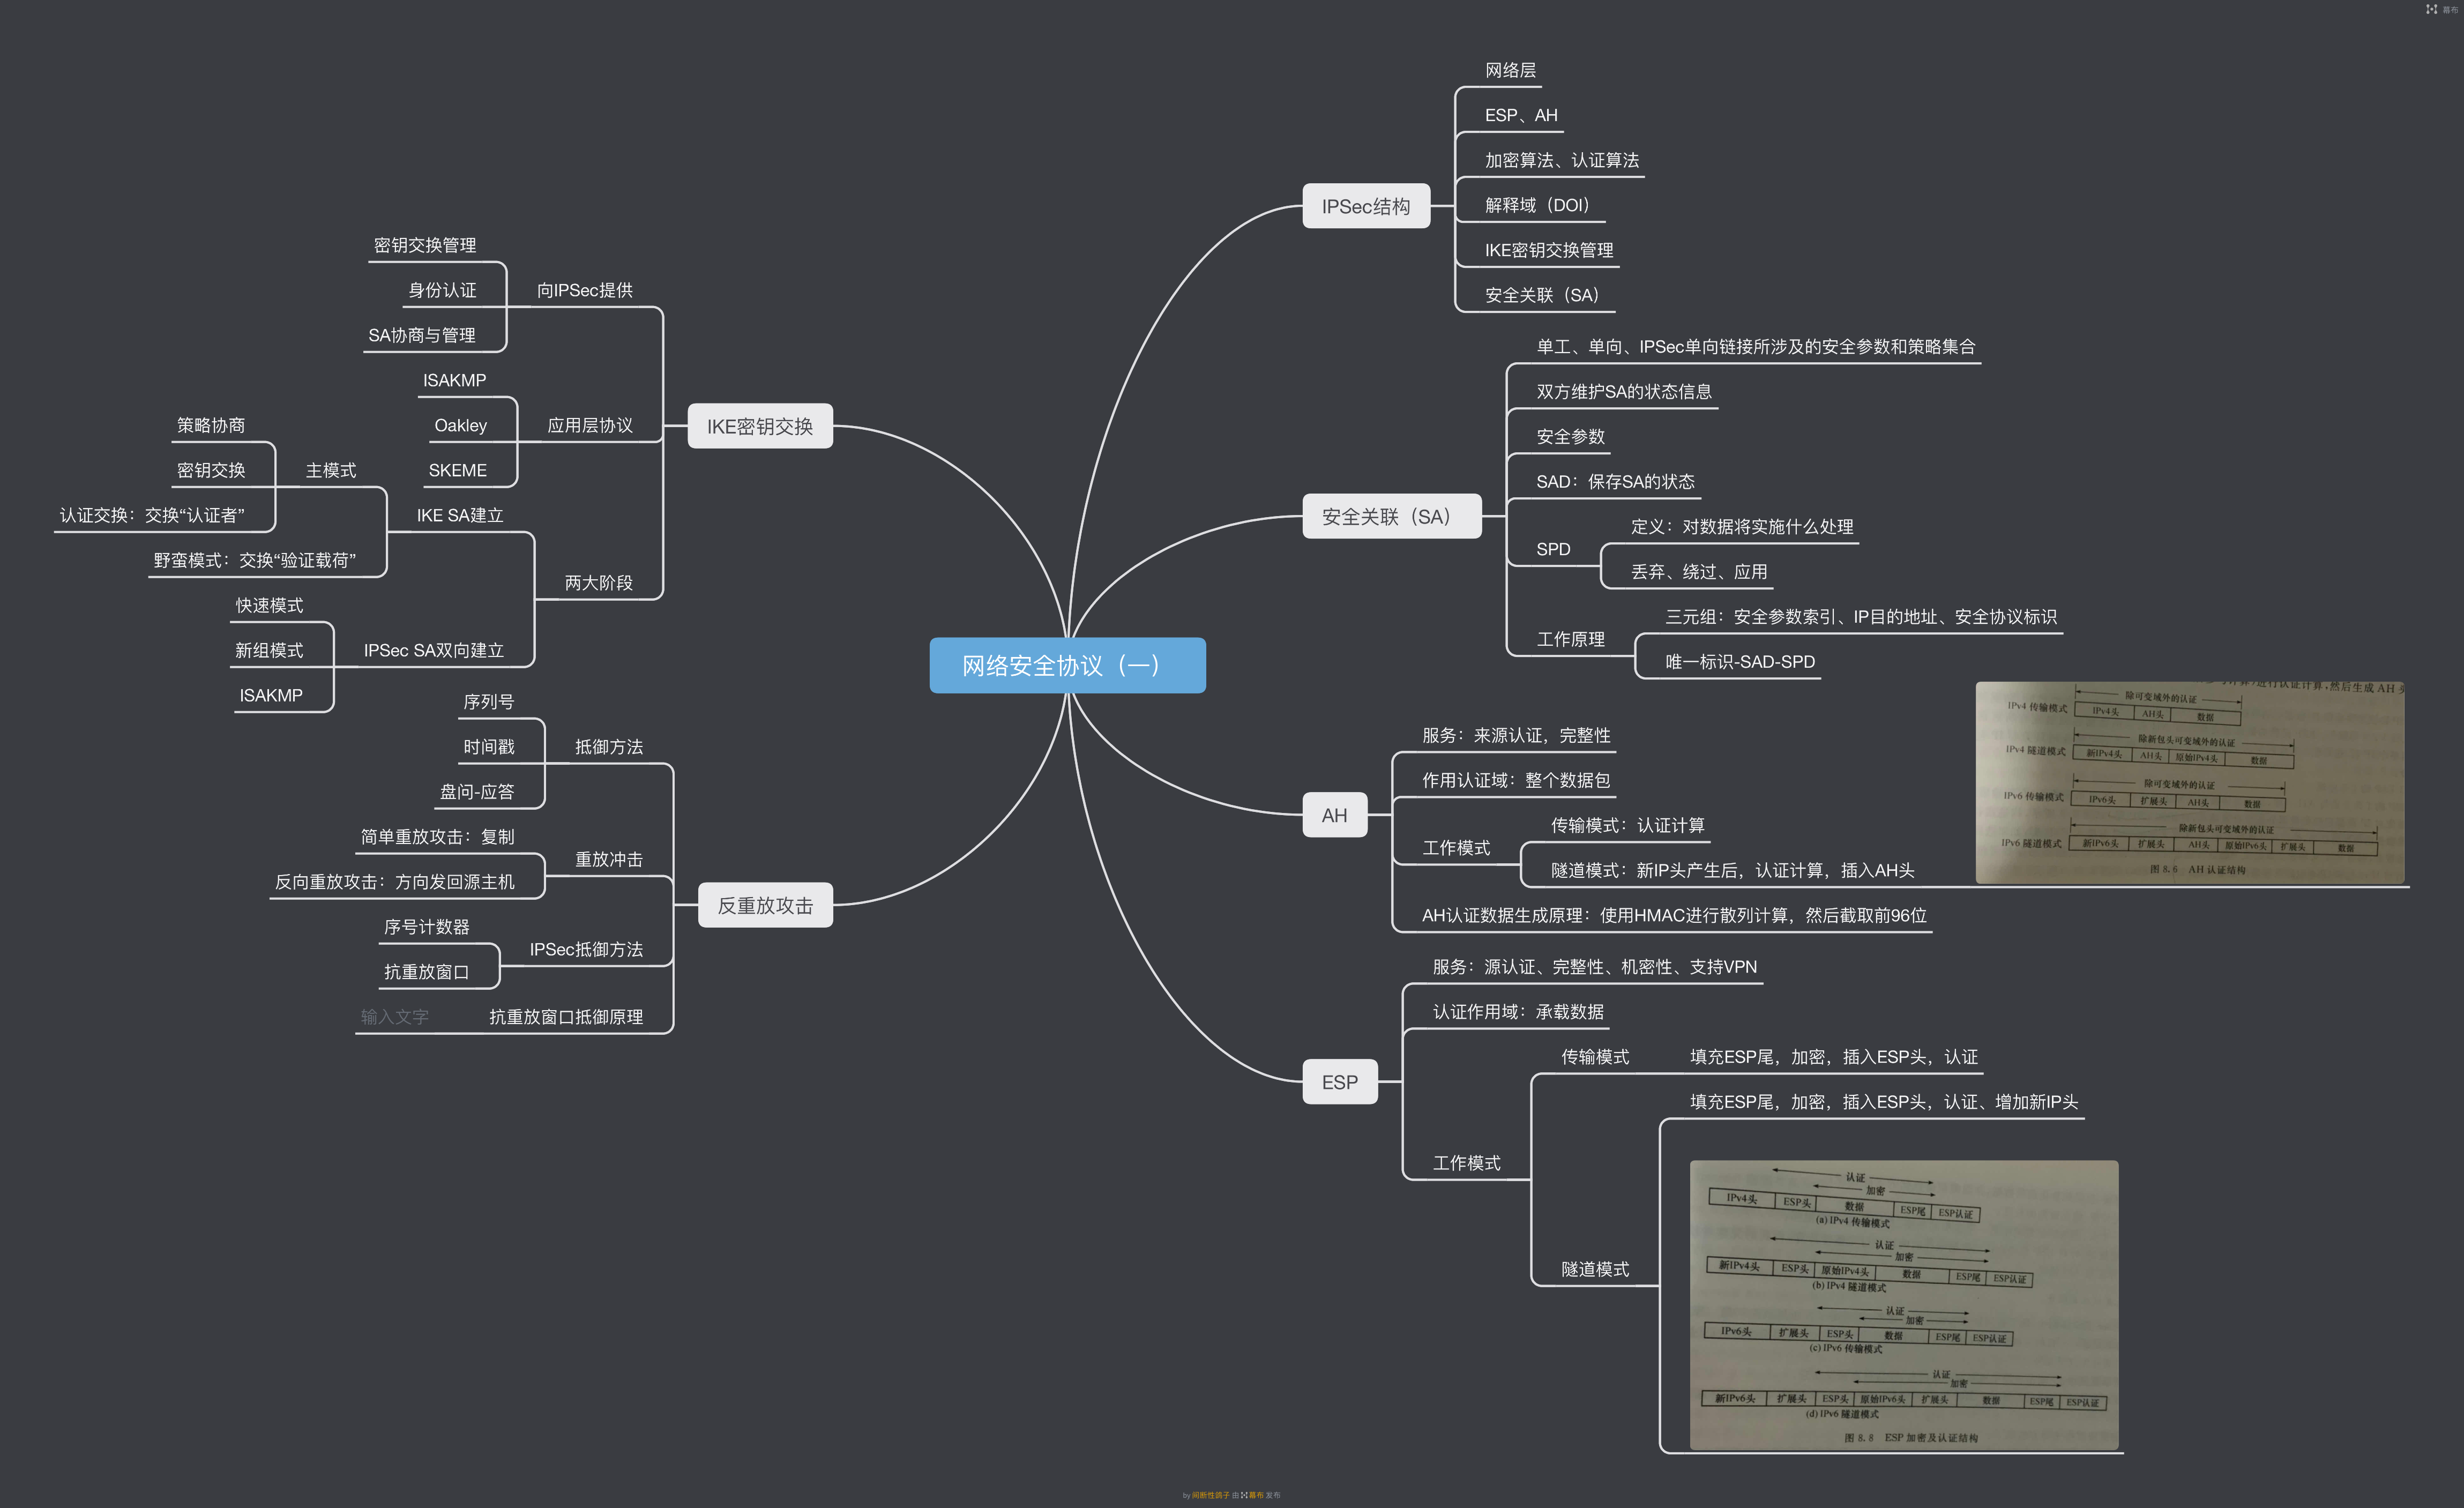 幕布
网络安全协议（一）
IPSec结构
网络层
ESP、AH
加密算法、认证算法
解释域（DOI）
IKE密钥交换管理
安全关联（SA）
安全关联（SA）
单工、单向、IPSec单向链接所涉及的安全参数和策略集合
双方维护SA的状态信息
安全参数
SAD：保存SA的状态
SPD
定义：对数据将实施什么处理
丢弃、绕过、应用
工作原理
三元组：安全参数索引、IP目的地址、安全协议标识
唯一标识-SAD-SPD
AH
服务：来源认证，完整性
作用认证域：整个数据包
工作模式
传输模式：认证计算
隧道模式：新IP头产生后，认证计算，插入AH头
进行认证计算,然后生成 AH
除可变域外的认证
IPv4 传输模式 IPv4头 AH头 数据
除新包头可变域外的认证
IPv4 隧道模式 新IPv4头 AH头 原始IPv4头 数据
除可变域外的认证
IPv6 传输模式 IPv6头 扩展头 AH头 数据
除新包头可变域外的认证
IPv6 隧道模式 新IPv6头 扩展头 AH头 原始IPv6头 扩展头 数据
图 8.6 AH 认证结构
AH认证数据生成原理：使用HMAC进行散列计算，然后截取前96位
ESP
服务：源认证、完整性、机密性、支持VPN
认证作用域：承载数据
工作模式
传输模式
填充ESP尾，加密，插入ESP头，认证
隧道模式
填充ESP尾，加密，插入ESP头，认证、增加新IP头
认证
加密
IPv4头 ESP头 数据 ESP尾 ESP认证
(a) IPv4 传输模式
认证
加密
新IPv4头 ESP头 原始IPv4头 数据 ESP尾 ESP认证
(b) IPv4 隧道模式
认证
加密
IPv6头 扩展头 ESP头 数据 ESP尾 ESP认证
(c) IPv6 传输模式
认证
加密
新IPv6头 扩展头 ESP头 原始IPv6头 扩展头 数据 ESP尾 ESP认证
(d) IPv6 隧道模式
图 8.8 ESP 加密及认证结构
IKE密钥交换
向IPSec提供
密钥交换管理
身份认证
SA协商与管理
应用层协议
ISAKMP
Oakley
SKEME
两大阶段
IKE SA建立
主模式
策略协商
密钥交换
认证交换：交换“认证者”
野蛮模式：交换“验证载荷”
IPSec SA双向建立
快速模式
新组模式
ISAKMP
反重放攻击
抵御方法
序列号
时间戳
盘问-应答
重放冲击
简单重放攻击：复制
反向重放攻击：方向发回源主机
IPSec抵御方法
序号计数器
抗重放窗口
抗重放窗口抵御原理
输入文字
by 间断性鸽子 由 幕布 发布